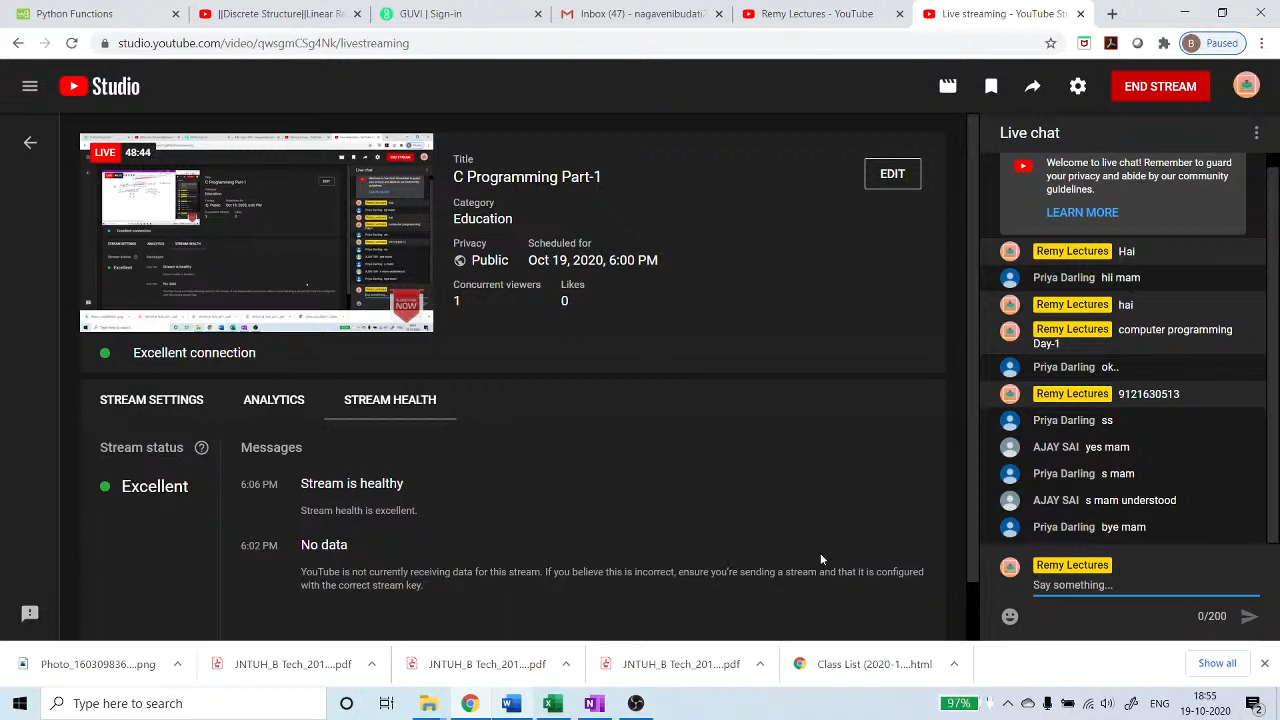 Python Functions
||Discrete Structure||Linear Re
GUVI | Sign-in
Inbox (47) - nagavenibudati@
Remy Lectures - YouTube
Live streaming - YouTube St
studio.youtube.com/video/qwsgmCSg4Nk/livestreaming
B Paused
Studio
END STREAM
LIVE 48:44
Title
C Programming Part-1
EDIT
Category
Education
Privacy
Scheduled for
Public
Oct 19, 2020, 6:00 PM
Concurrent viewers
Likes
1
0
SUBSCRIBE
NOW
Excellent connection
STREAM SETTINGS
ANALYTICS
STREAM HEALTH
Stream status
Messages
Excellent
6:06 PM
Stream is healthy
Stream health is excellent.
6:02 PM
No data
YouTube is not currently receiving data for this stream. If you believe this is incorrect, ensure you're sending a stream and that it is configured
with the correct stream key.
Live chat
Welcome to live chat! Remember to guard
your privacy and abide by our community
guidelines.
LEARN MORE
Remy Lectures Hai
Priya Darling hil mam
Remy Lectures hai
Remy Lectures computer programming
Day-1
Priya Darling ok..
Remy Lectures 9121630513
Priya Darling ss
AJAY SAI yes mam
Priya Darling s mam
AJAY SAI s mam understood
Priya Darling bye mam
Remy Lectures
Say something...
0/200
Photo_160309836....png
JNTUH_B Tech_201....pdf
JNTUH_B Tech_201....pdf
JNTUH_B Tech_201....pdf
Class List (2020-1....html
Show all
Type here to search
97%
ENG
18:55
19-10-2020
2